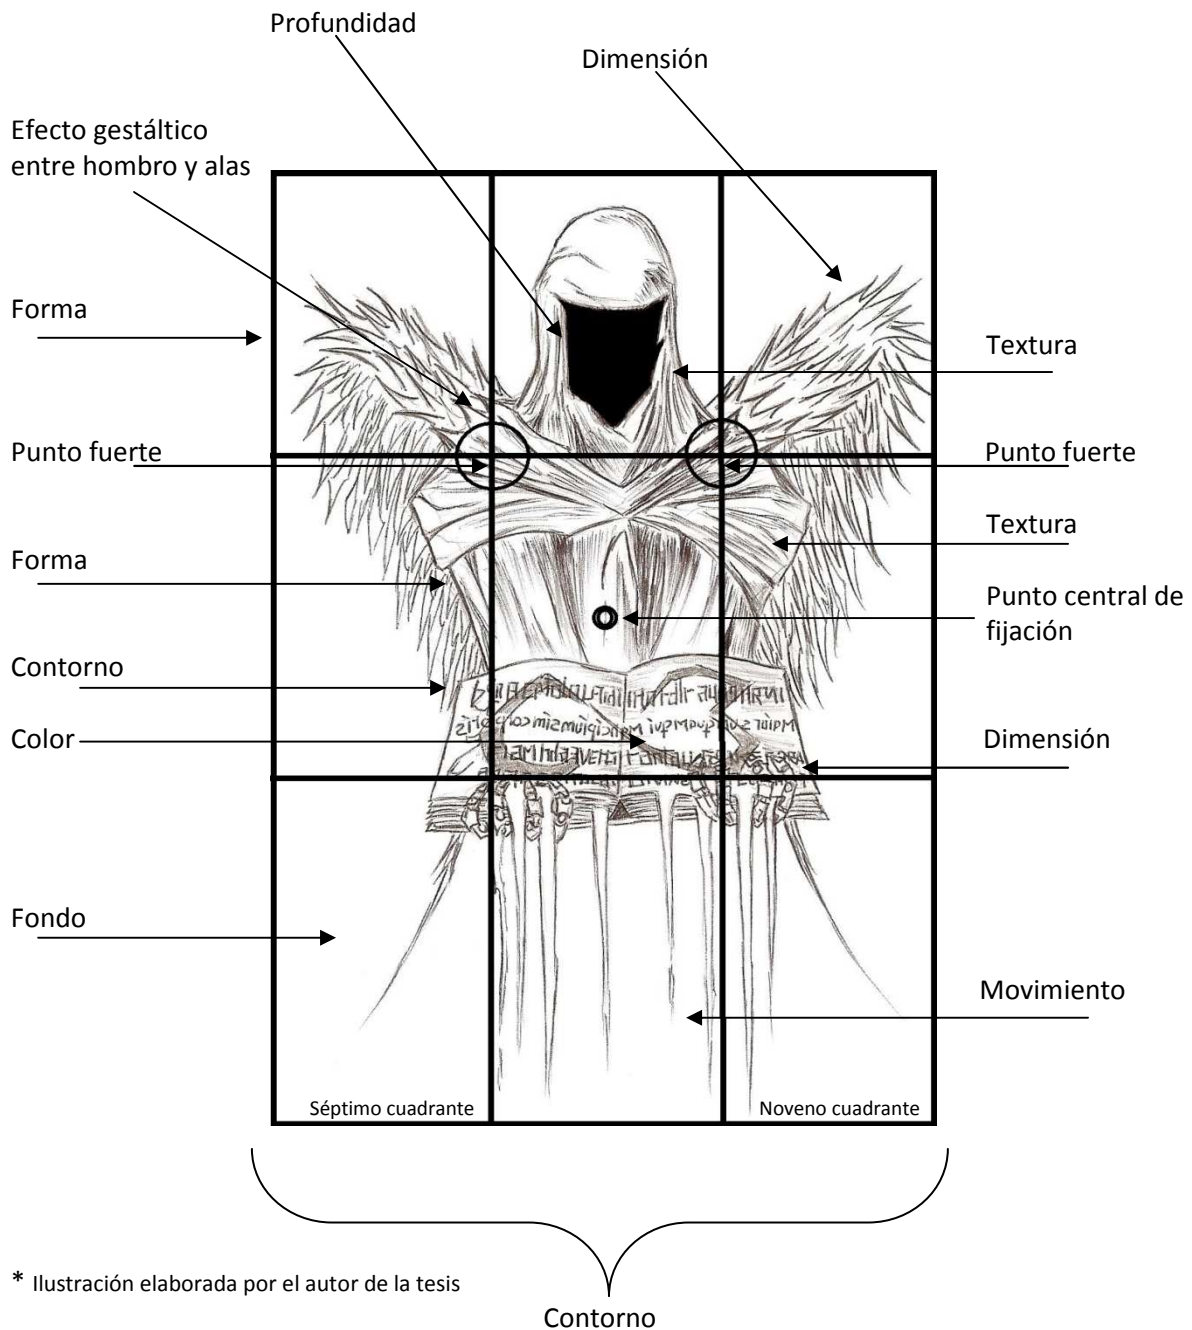 Profundidad
Dimensión
Efecto gestáltico
entre hombro y alas
Forma
Textura
Punto fuerte
Punto fuerte
Textura
Forma
Punto central de
fijación
Contorno
Color
Dimensión
Fondo
Movimiento
Séptimo cuadrante
Noveno cuadrante
* Ilustración elaborada por el autor de la tesis
Contorno